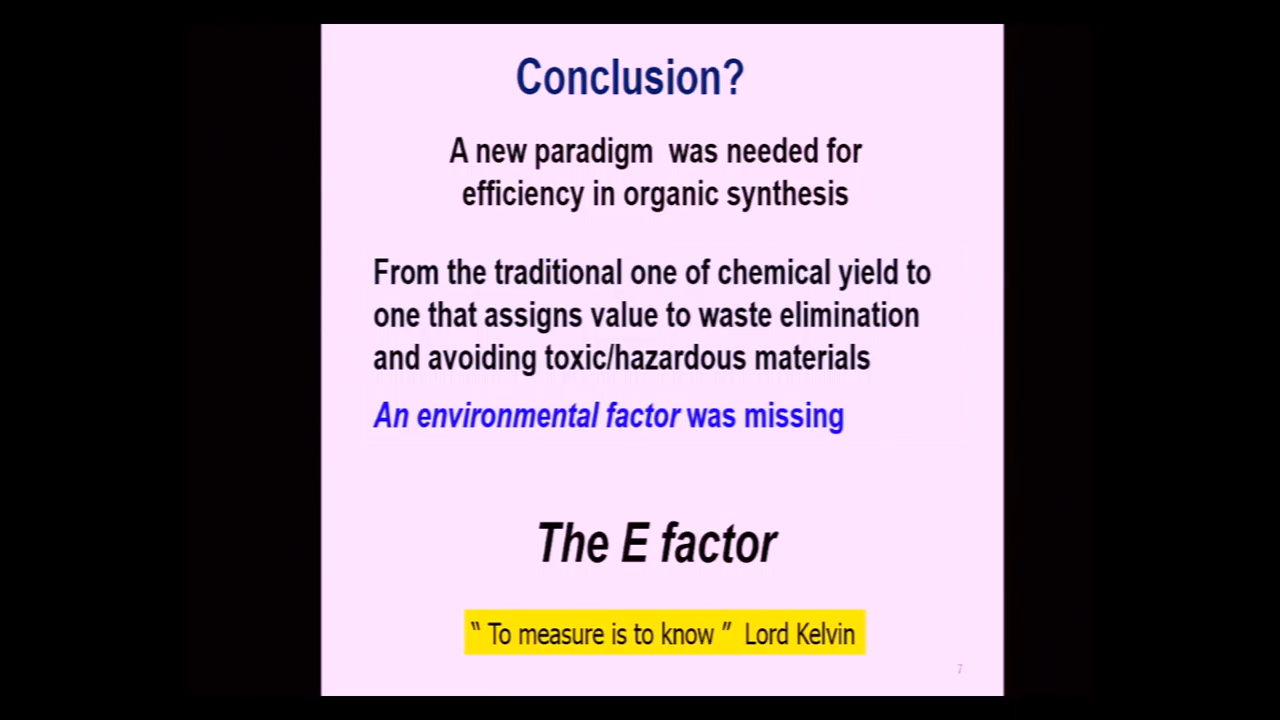 Conclusion?
A new paradigm was needed for
efficiency in organic synthesis
From the traditional one of chemical yield to
one that assigns value to waste elimination
and avoiding toxic/hazardous materials
An environmental factor was missing
The E factor
“ To measure is to know ” Lord Kelvin
7